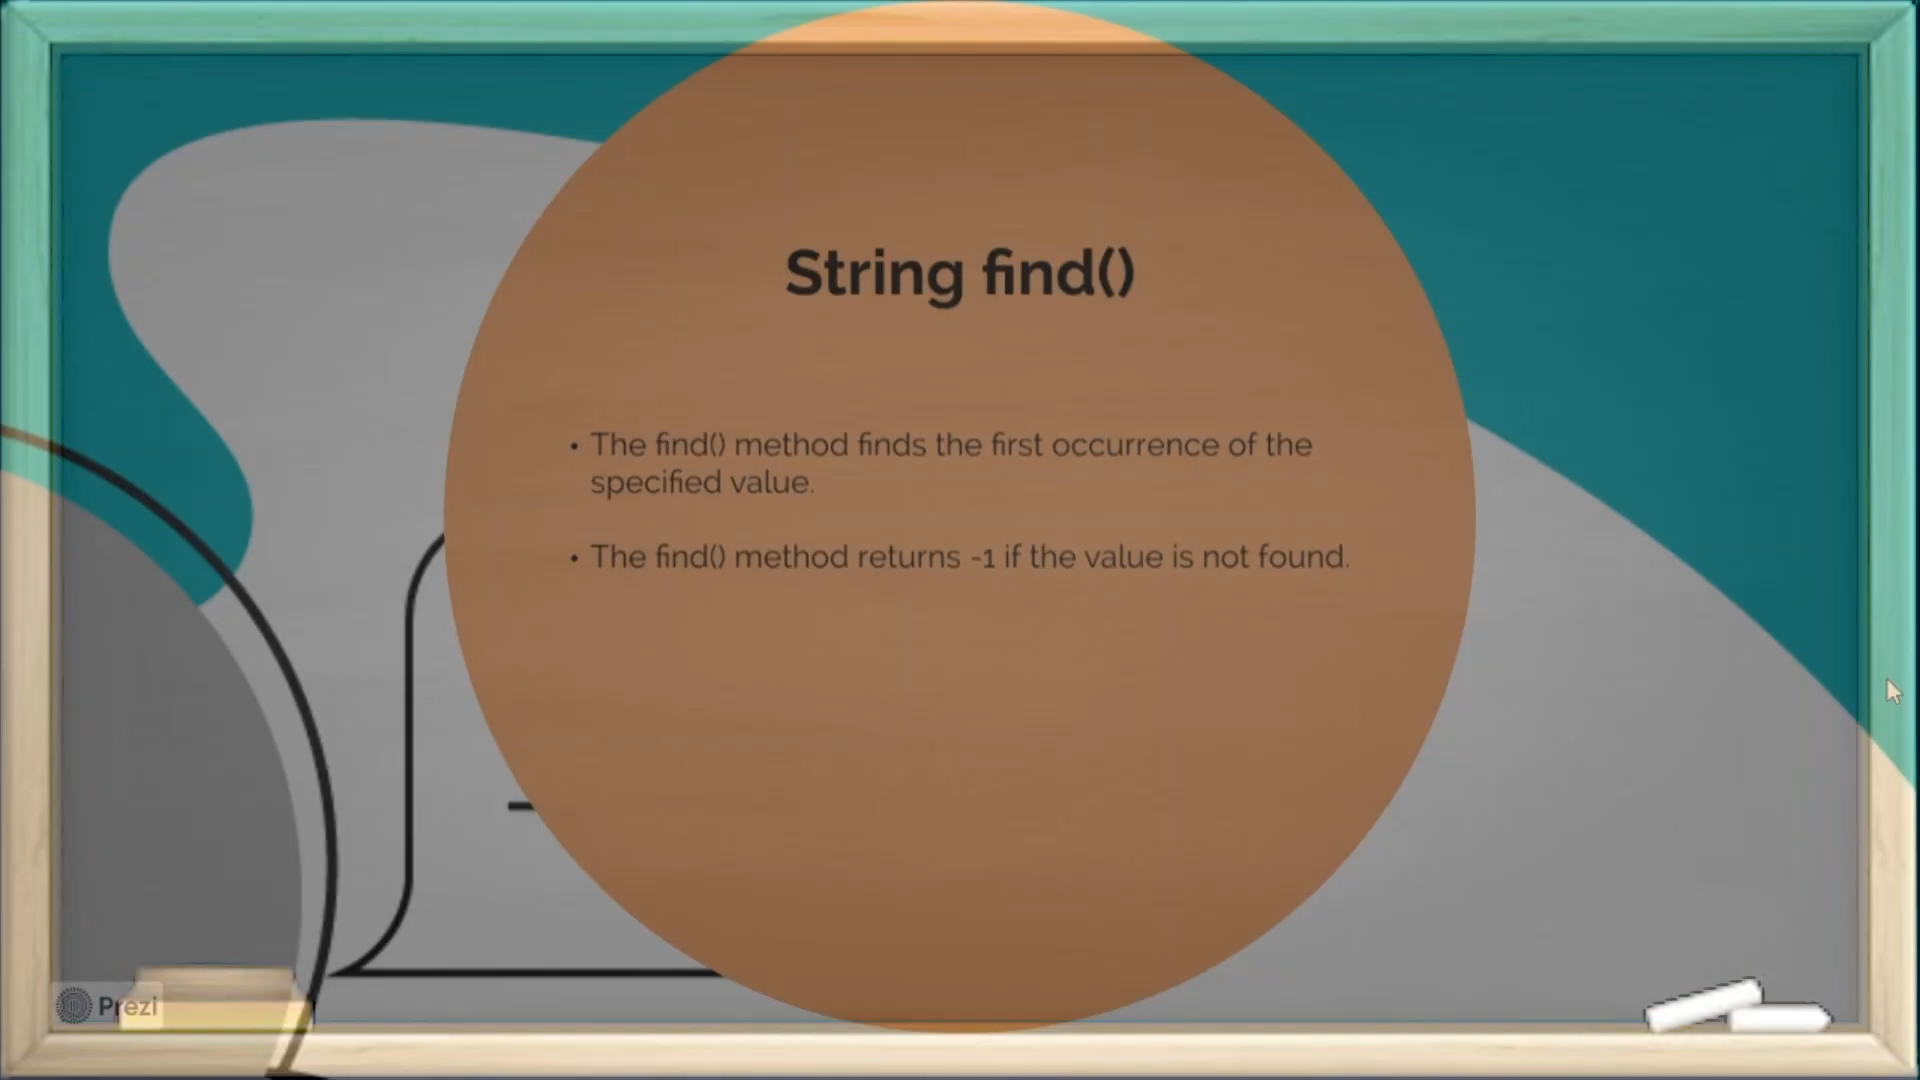 String find()
• The find() method finds the first occurrence of the
specified value.
• The find() method returns -1 if the value is not found.
Prezi